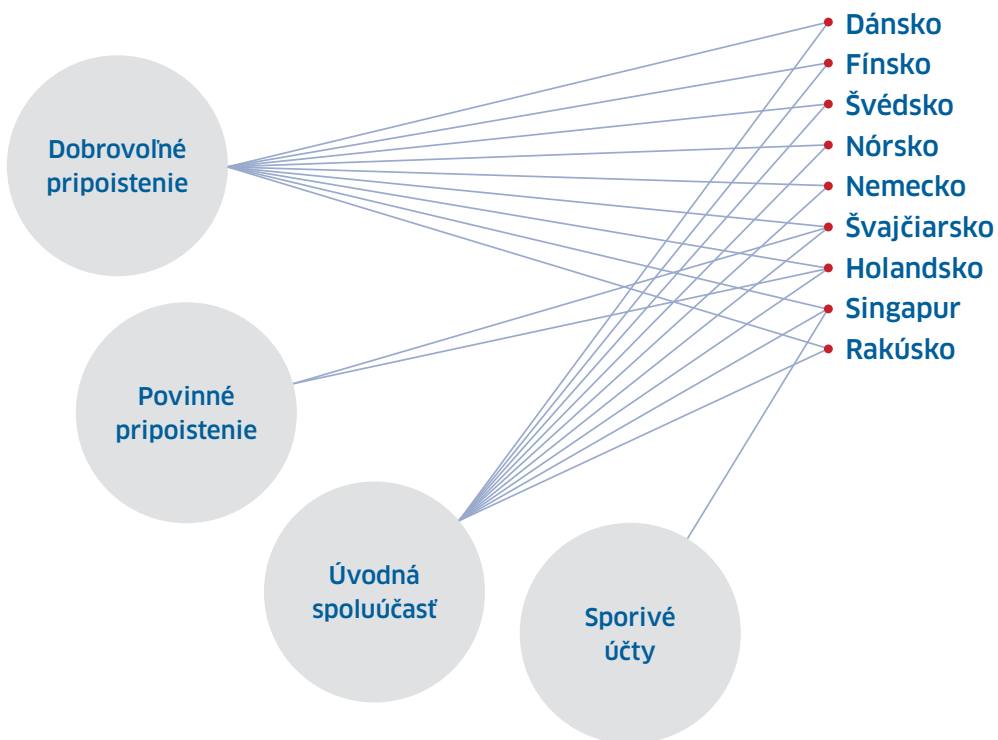 Dánsko
Fínsko
Švédsko
Nórsko
Nemecko
Švajčiarsko
Holandsko
Singapur
Rakúsko
Dobrovoľné
pripoistenie
Povinné
pripoistenie
Úvodná
spoluúčasť
Sporivé
účty